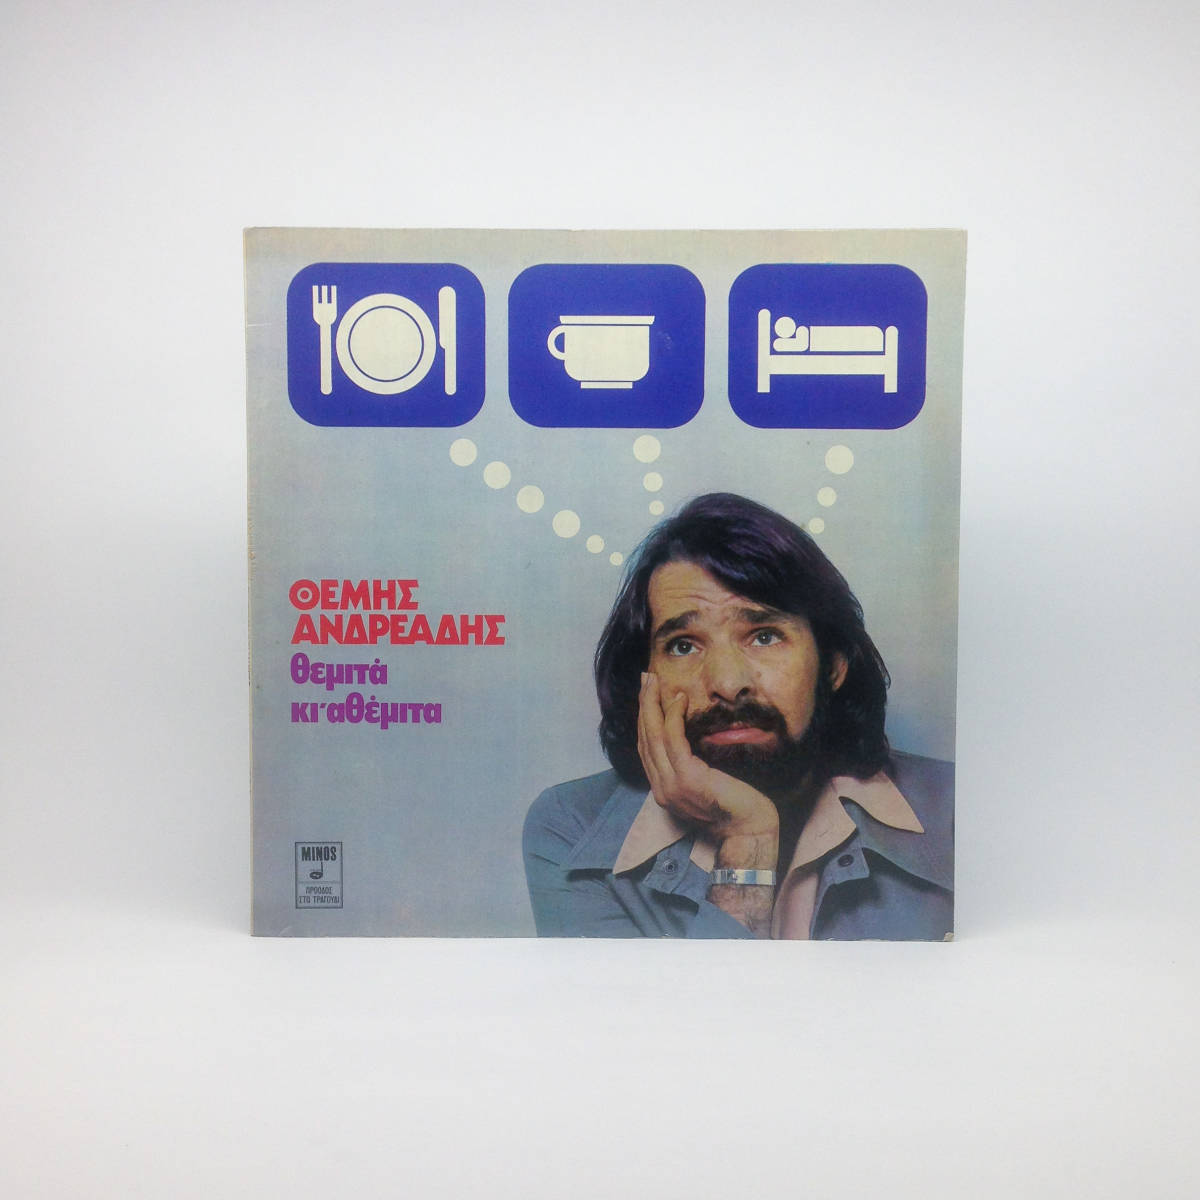 ΘΕΜΗΣ
ΑΝΔΡΕΑΔΗΣ
θεμιτά
κι'αθέμιτα
MINOS
ΠΡΟΟΔΟΣ
ΣΤΟ ΤΡΑΓΟΥΔΙ